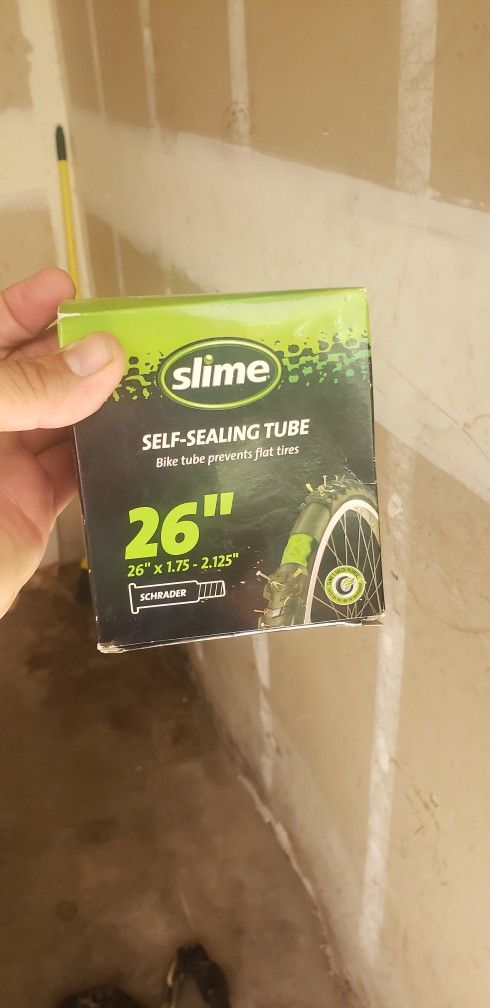 slime
SELF-SEALING TUBE
Bike tube prevents flat tires
26"
26" x 1.75 - 2.125"
SCHRADER